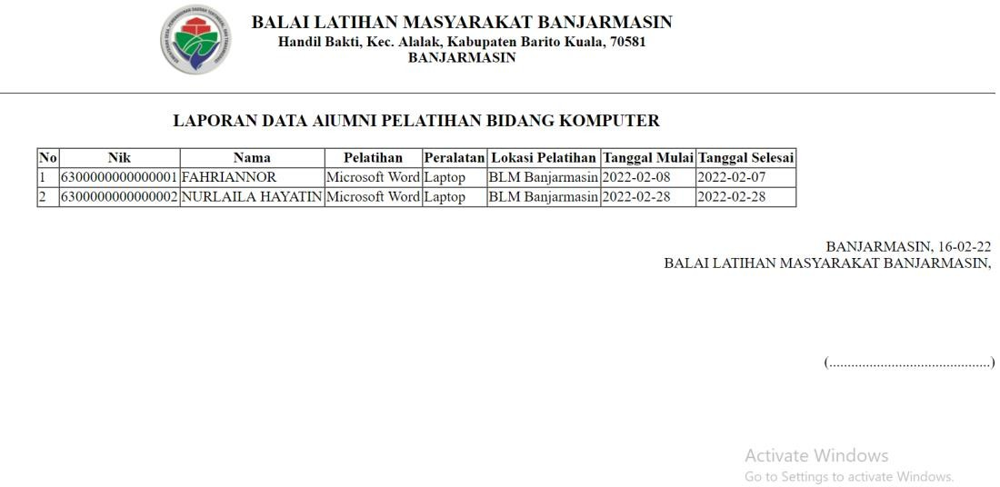 BALAI LATIHAN MASYARAKAT BANJARMASIN
Handil Bakti, Kec. Alalak, Kabupaten Barito Kuala, 70581
BANJARMASIN
LAPORAN DATA AlUMNI PELATIHAN BIDANG KOMPUTER
No Nik Nama Pelatihan Peralatan Lokasi Pelatihan Tanggal Mulai Tanggal Selesai
1 6300000000000001 FAHRIANNOR Microsoft Word Laptop BLM Banjarmasin 2022-02-08 2022-02-07
2 6300000000000002 NURLAILA HAYATIN Microsoft Word Laptop BLM Banjarmasin 2022-02-28 2022-02-28
BANJARMASIN, 16-02-22
BALAI LATIHAN MASYARAKAT BANJARMASIN,
(............................................)
Activate Windows
Go to Settings to activate Windows.